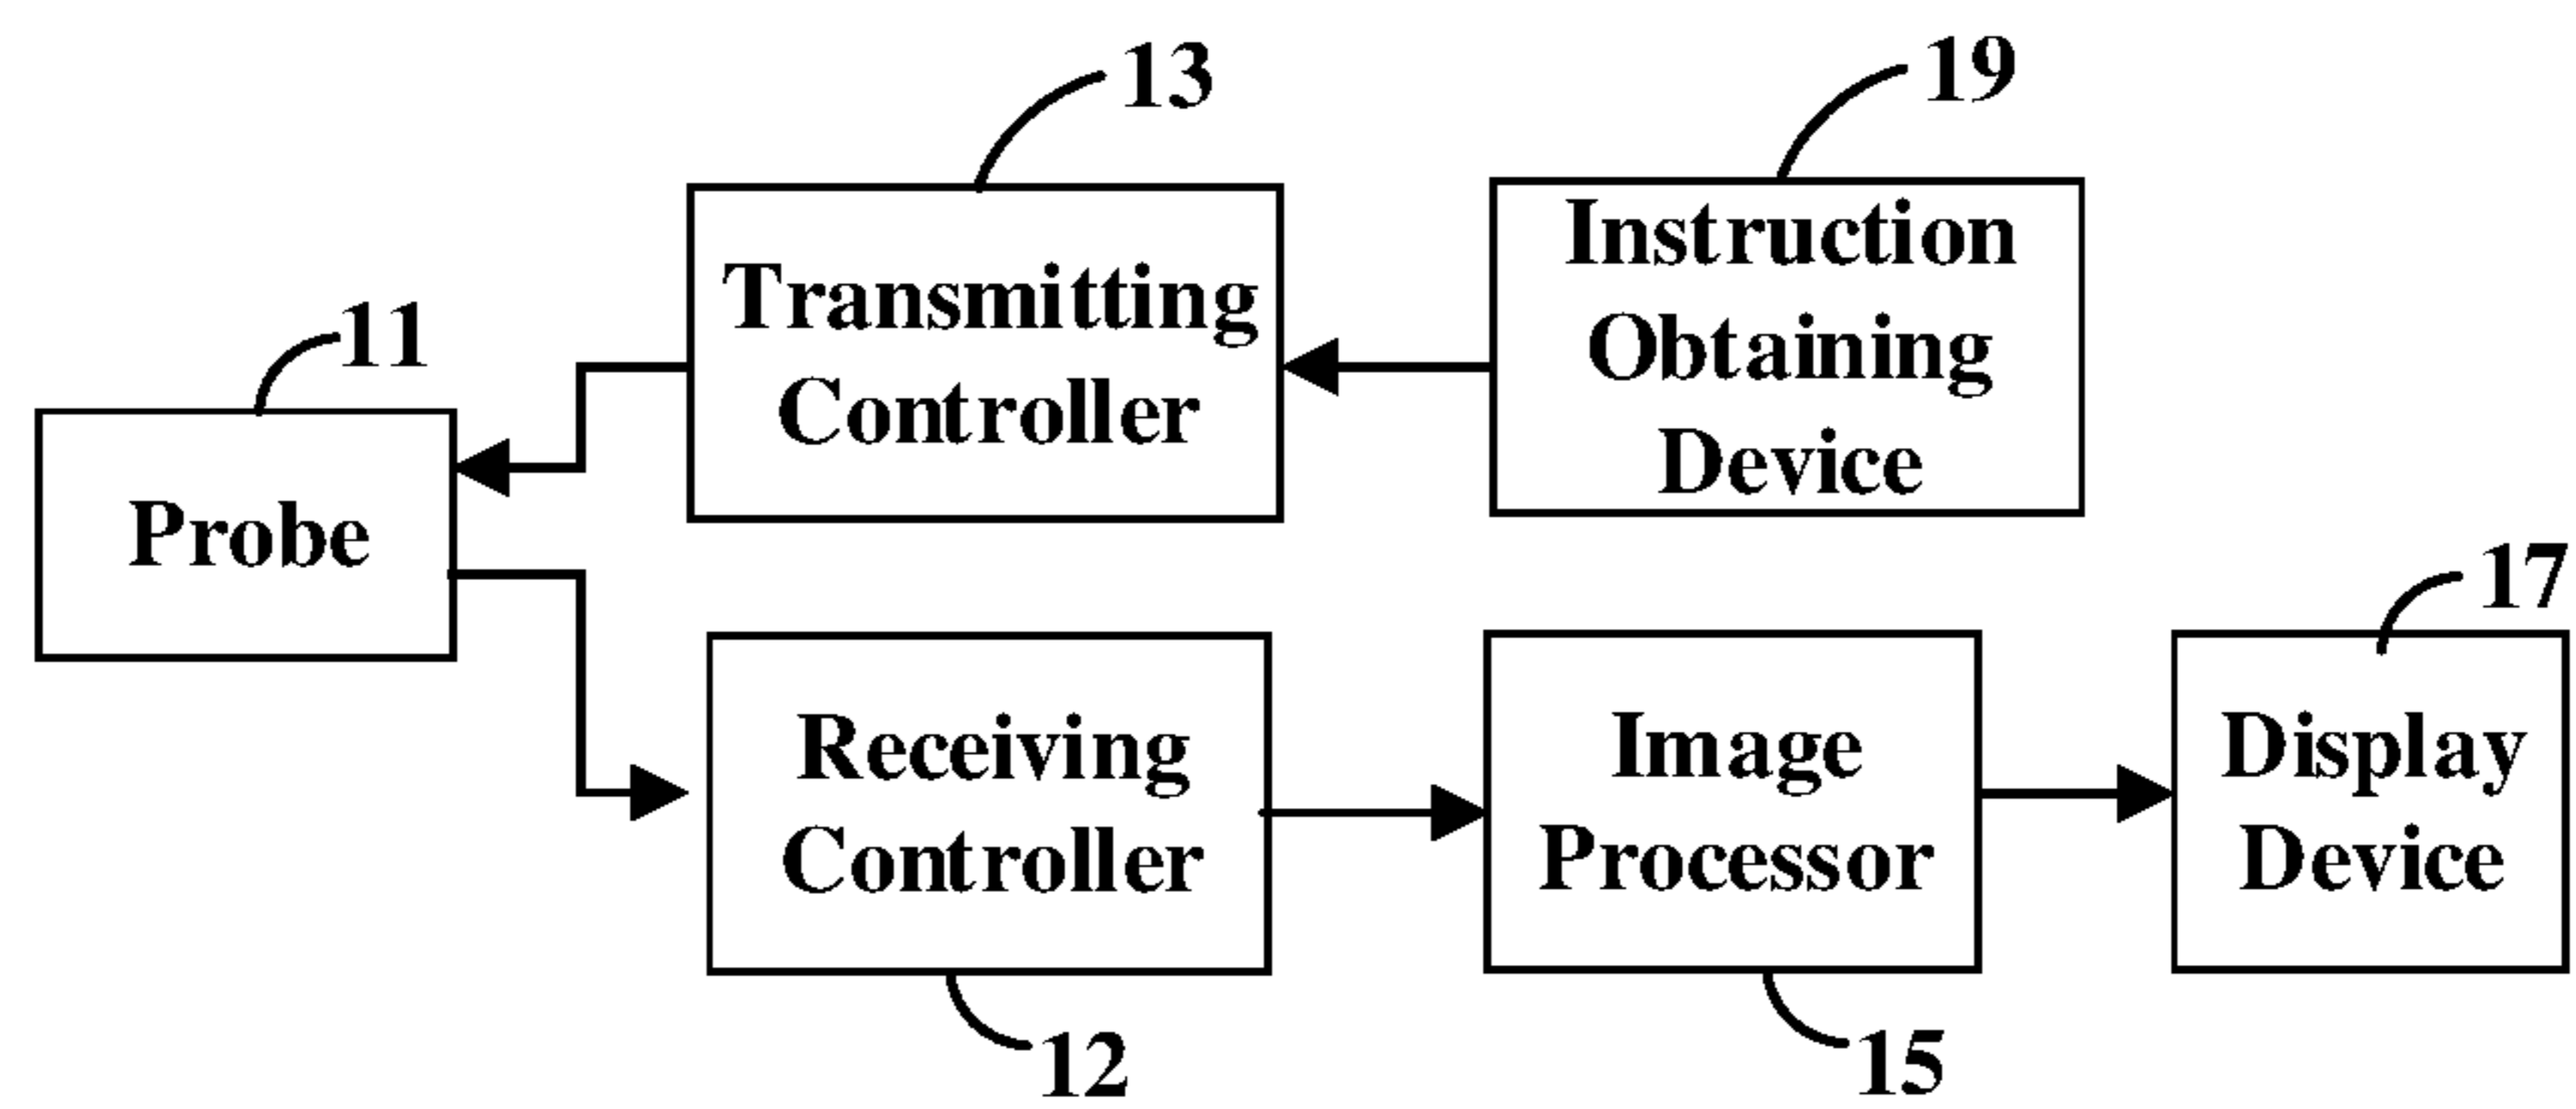 13
19
Transmitting
Controller
Instruction
Obtaining
Device
11
Probe
17
Receiving
Controller
Image
Processor
Display
Device
12
15